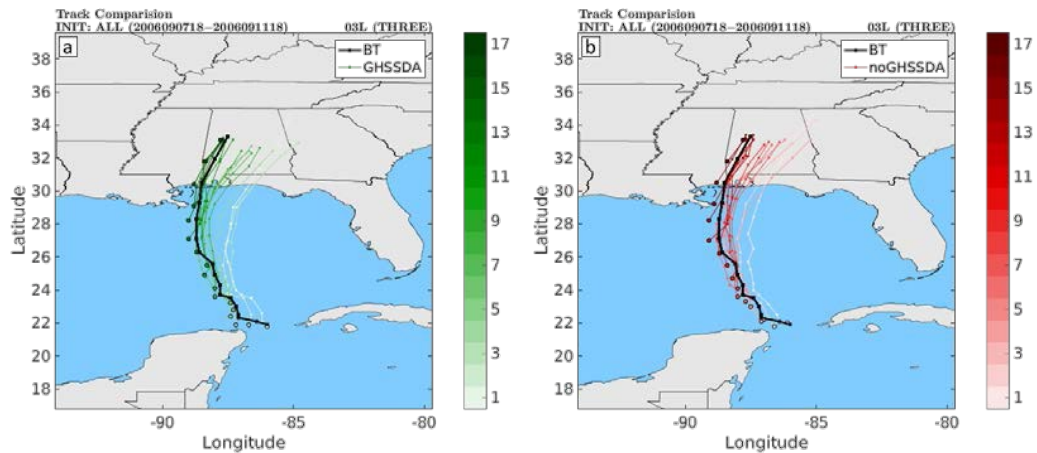 Track Comparision
INIT: ALL (2006090718−2006091118) 03L (THREE)
a
BT
GHSSDA
38
36
34
32
30
28
26
24
22
20
18
Latitude
-90 -85 -80
Longitude
17
15
13
11
9
7
5
3
1
Track Comparision
INIT: ALL (2006090718−2006091118) 03L (THREE)
b
BT
noGHSSDA
38
36
34
32
30
28
26
24
22
20
18
Latitude
-90 -85 -80
Longitude
17
15
13
11
9
7
5
3
1